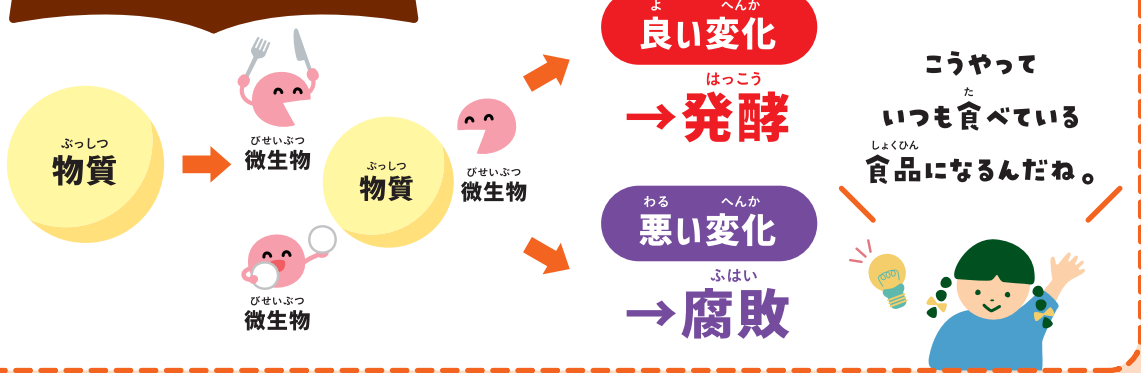 ぶっしつ
物質
びせいぶつ
微生物
びせいぶつ
微生物
ぶっしつ
物質
びせいぶつ
微生物
よ へんか
良い変化
はっこう
→発酵
わる へんか
悪い変化
ふはい
→腐敗
こうやって
た
いつも食べている
しょくひん
食品になるんだね。